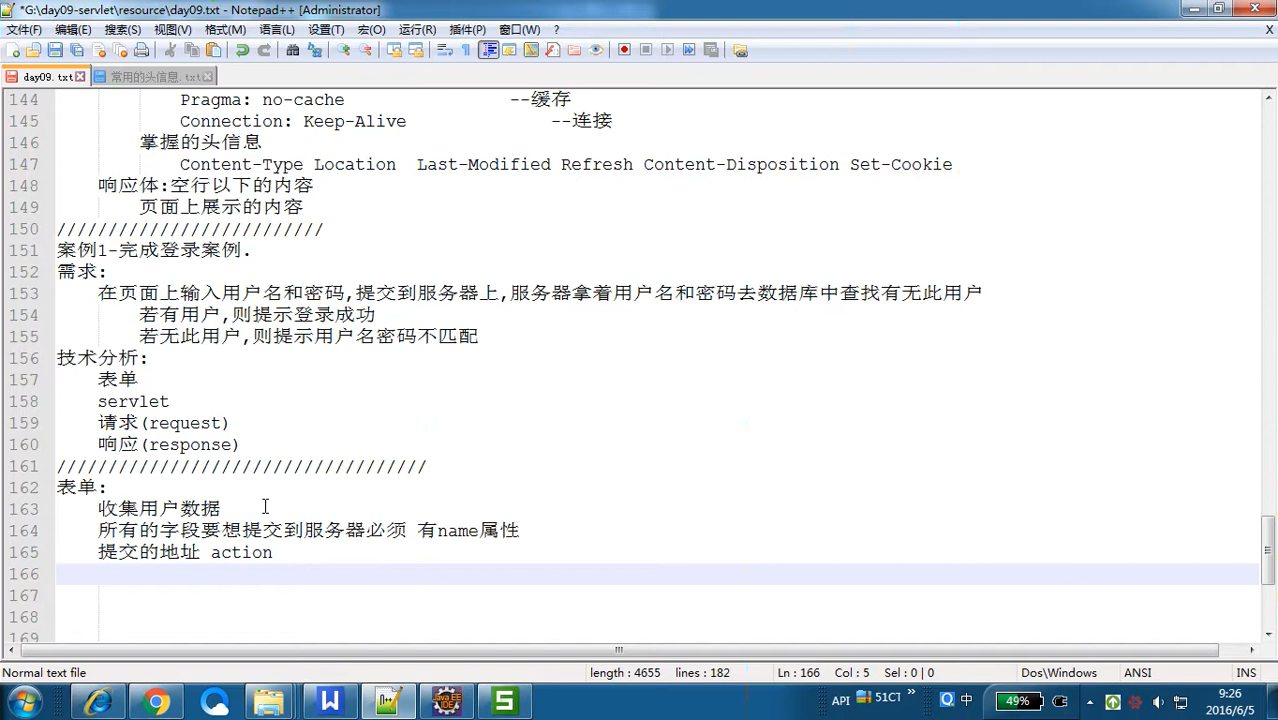 *G:\day09-servlet\resource\day09.txt - Notepad++ [Administrator]
文件(F) 编辑(E) 搜索(S) 视图(V) 格式(M) 语言(L) 设置(T) 宏(O) 运行(R) 插件(P) 窗口(W) ? X
day09.txt 常用的头信息.txt
144 Pragma: no-cache --缓存
145 Connection: Keep-Alive --连接
146 掌握的头信息
147 Content-Type Location Last-Modified Refresh Content-Disposition Set-Cookie
148 响应体:空行以下的内容
149 页面上展示的内容
150 //////////////////////////
151 案例1-完成登录案例.
152 需求:
153 在页面上输入用户名和密码,提交到服务器上,服务器拿着用户名和密码去数据库中查找有无此用户
154 若有用户,则提示登录成功
155 若无此用户,则提示用户名密码不匹配
156 技术分析:
157 表单
158 servlet
159 请求(request)
160 响应(response)
161 ////////////////////////////////////
162 表单:
163 收集用户数据
164 所有的字段要想提交到服务器必须 有name属性
165 提交的地址 action
166
167
168
169
Normal text file length : 4655 lines : 182 Ln : 166 Col : 5 Sel : 0 | 0 Dos\Windows ANSI INS
API 51CT » 中 49% 9:26
2016/6/5